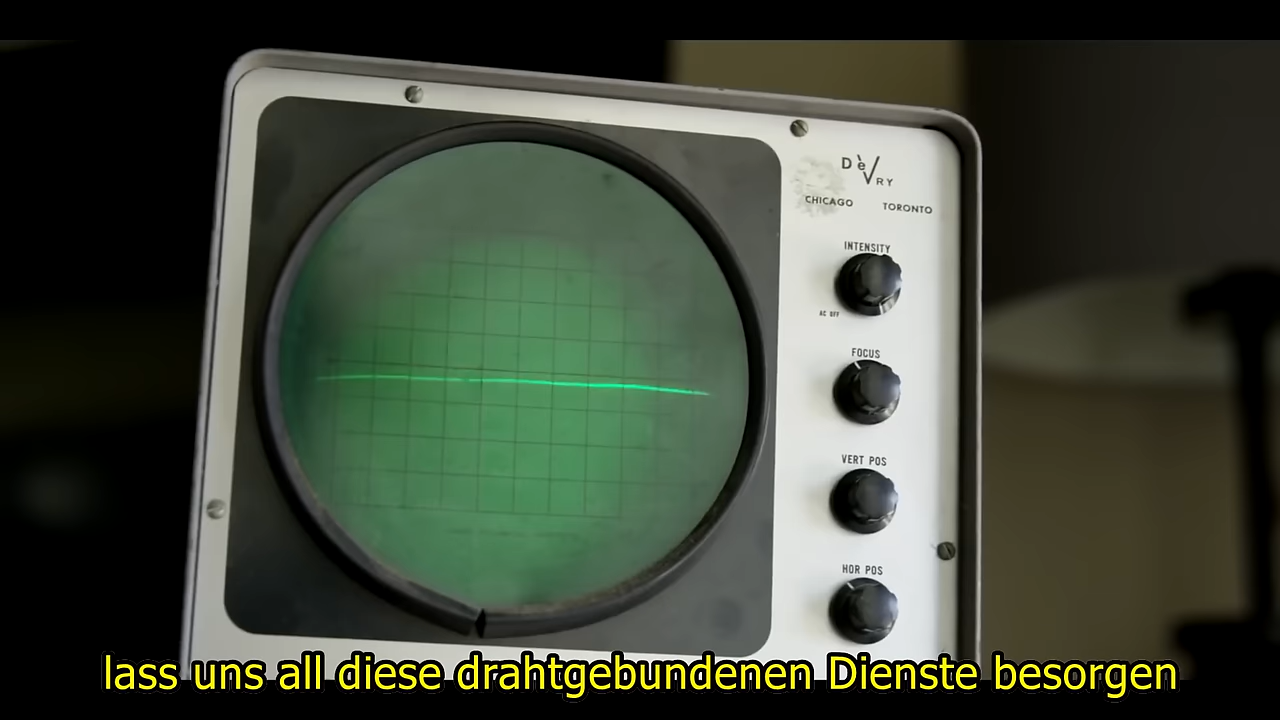 DeVRY
CHICAGO TORONTO
INTENSITY
AC OFF
FOCUS
VERT POS
HOR POS
lass uns all diese drahtgebundenen Dienste besorgen